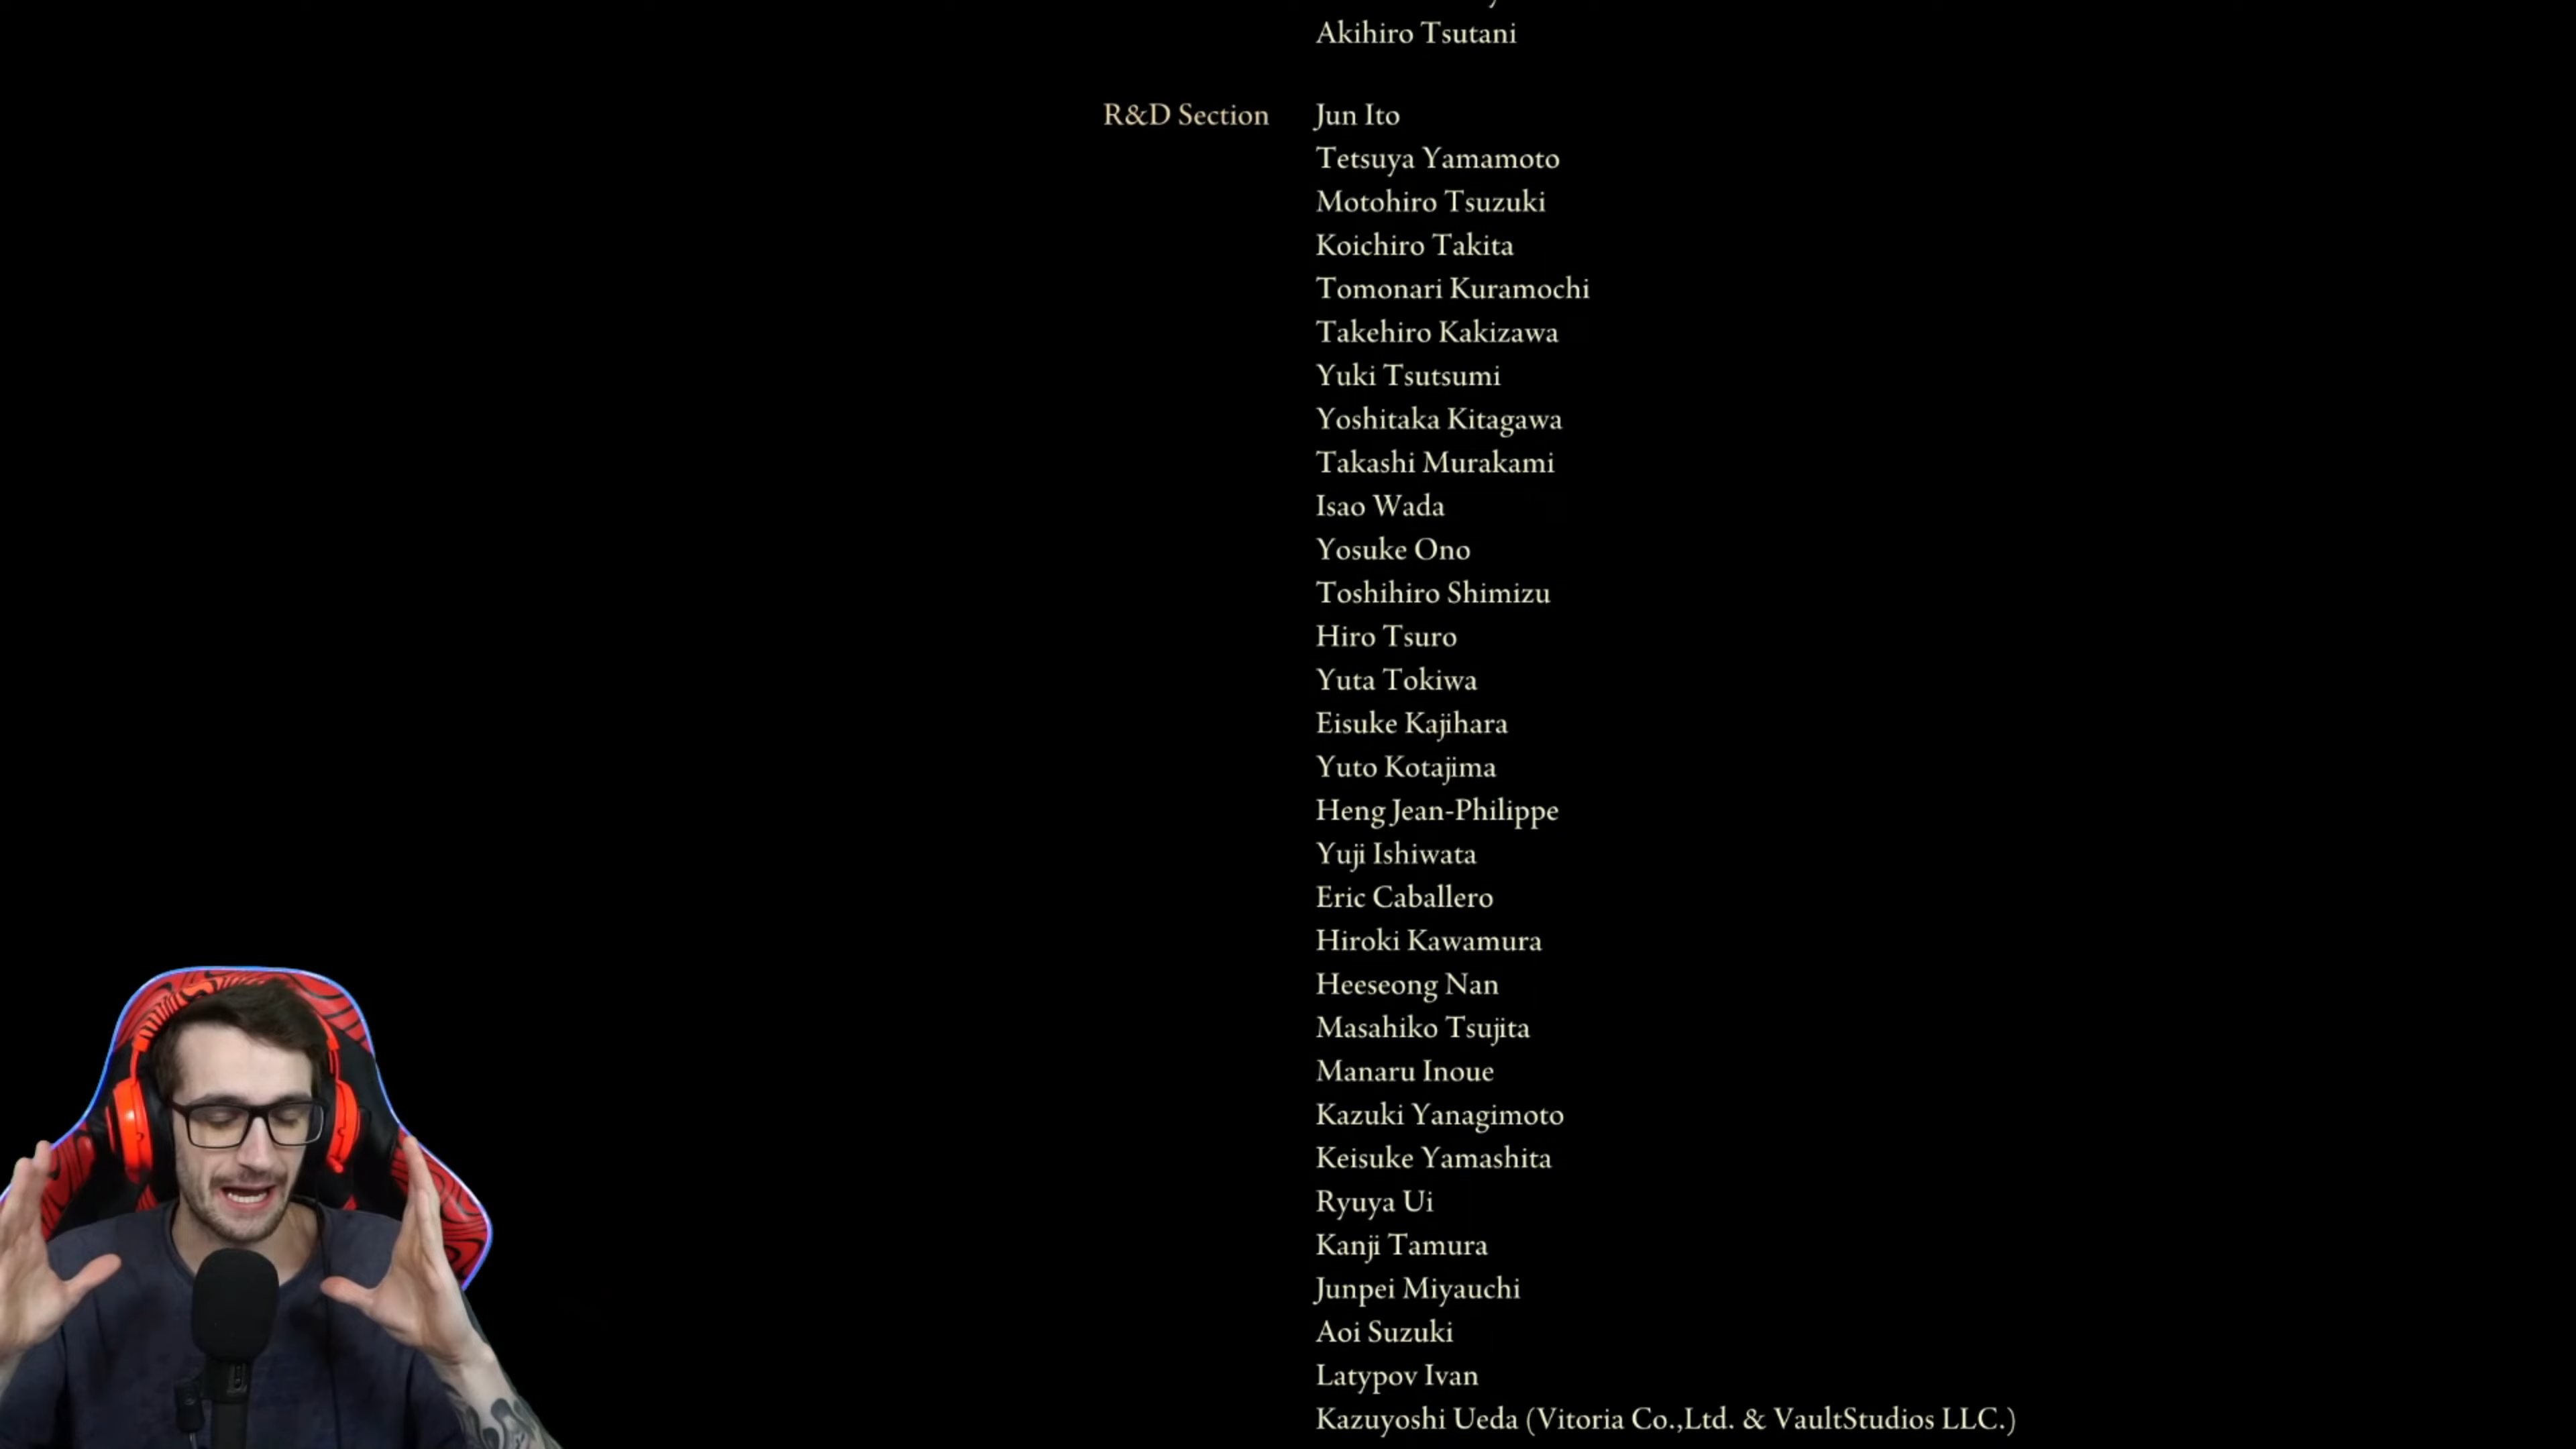 Akihiro Tsutani
R&D Section
Jun Ito
Tetsuya Yamamoto
Motohiro Tsuzuki
Koichiro Takita
Tomonari Kuramochi
Takehiro Kakizawa
Yuki Tsutsumi
Yoshitaka Kitagawa
Takashi Murakami
Isao Wada
Yosuke Ono
Toshihiro Shimizu
Hiro Tsuro
Yuta Tokiwa
Eisuke Kajihara
Yuto Kotajima
Heng Jean-Philippe
Yuji Ishiwata
Eric Caballero
Hiroki Kawamura
Heeseong Nan
Masahiko Tsujita
Manaru Inoue
Kazuki Yanagimoto
Keisuke Yamashita
Ryuya Ui
Kanji Tamura
Junpei Miyauchi
Aoi Suzuki
Latypov Ivan
Kazuyoshi Ueda (Vitoria Co.,Ltd. & VaultStudios LLC.)